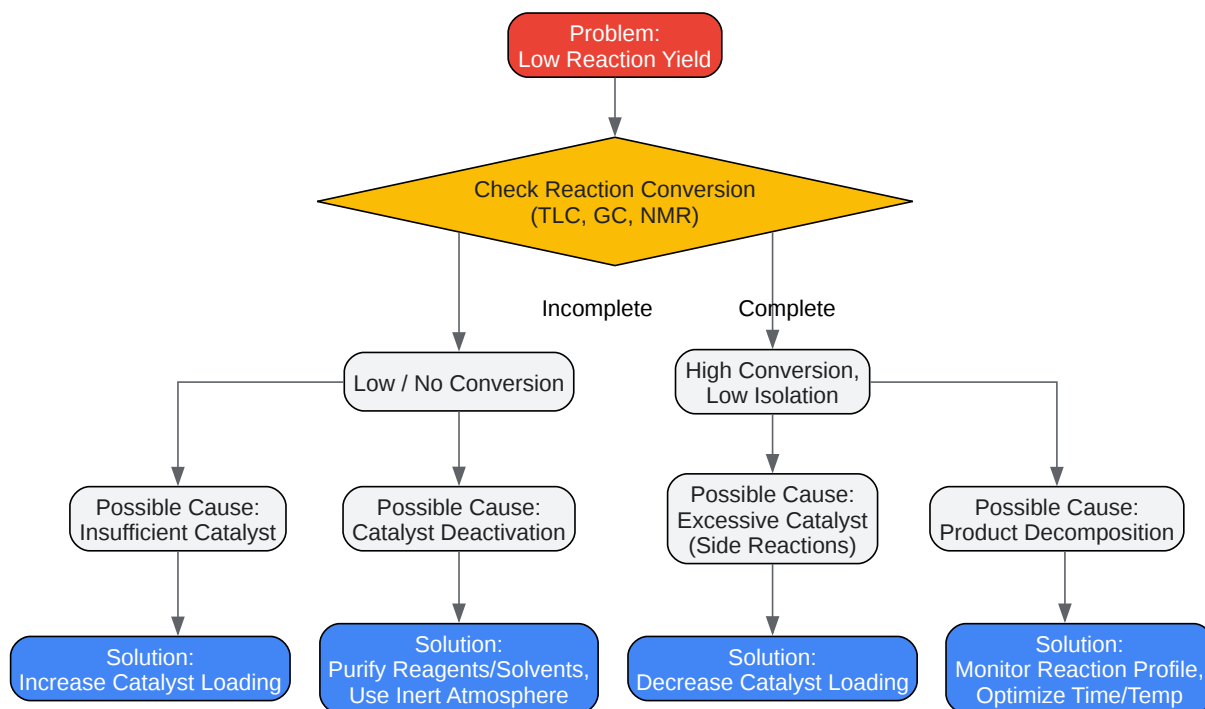 Problem:
Low Reaction Yield
Check Reaction Conversion
(TLC, GC, NMR)
Incomplete
Complete
Low / No Conversion
High Conversion,
Low Isolation
Possible Cause:
Insufficient Catalyst
Possible Cause:
Catalyst Deactivation
Possible Cause:
Excessive Catalyst
(Side Reactions)
Possible Cause:
Product Decomposition
Solution:
Increase Catalyst Loading
Solution:
Purify Reagents/Solvents,
Use Inert Atmosphere
Solution:
Decrease Catalyst Loading
Solution:
Monitor Reaction Profile,
Optimize Time/Temp